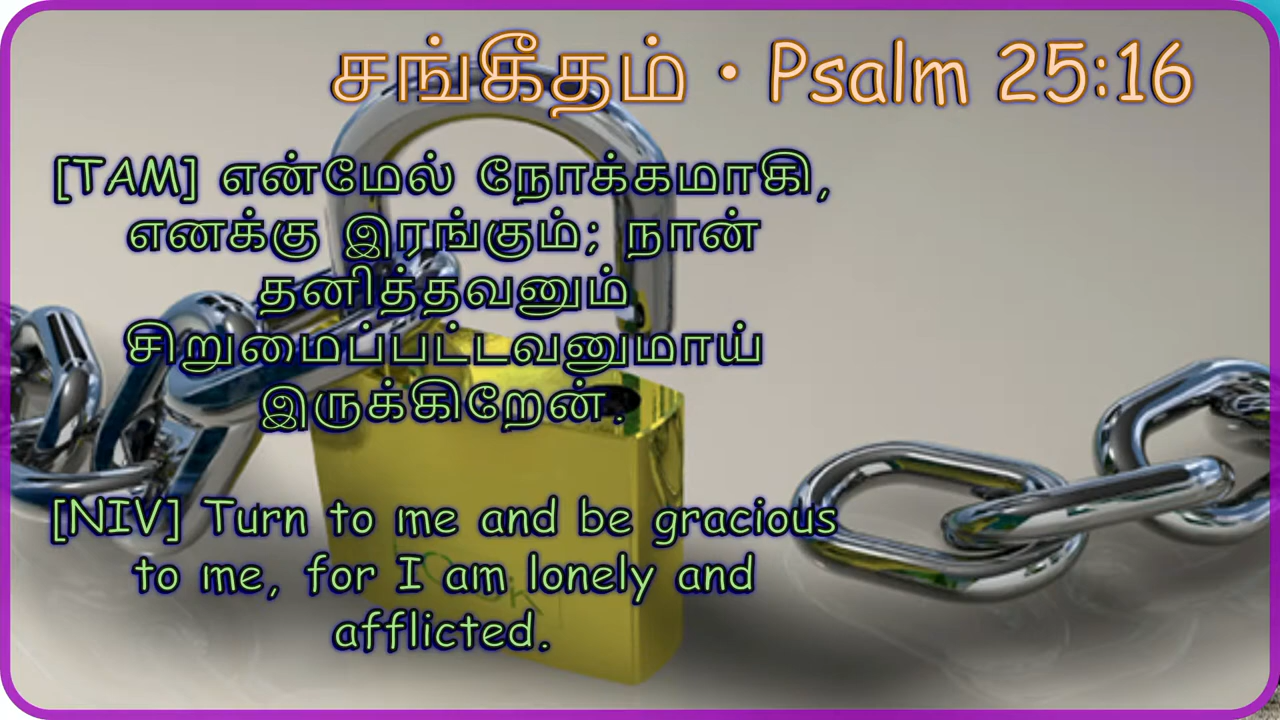 சங்கீதம் • Psalm 25:16
[TAM] என்மேல் நோக்கமாகி,
எனக்கு இரங்கும்; நான்
தனித்தவனும்
சிறுமைப்பட்டவனுமாய்
இருக்கிறேன்.
[NIV] Turn to me and be gracious
to me, for I am lonely and
afflicted.